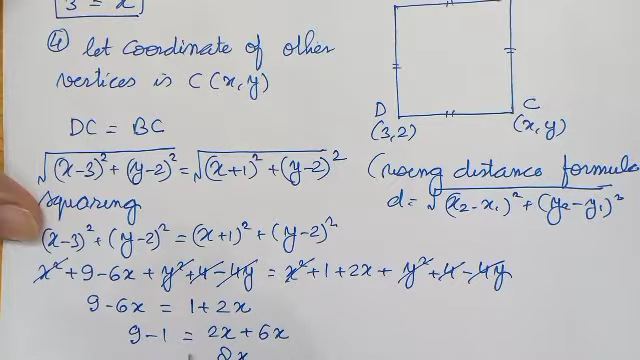 3 = x
④ let coordinate of other
vertices is C(x,y)
D
(3,2)
C
(x,y)
DC = BC
√(x-3)²+(y-2)² = √(x+1)²+(y-2)²
(using distance formula
d = √(x₂-x₁)²+(y₂-y₁)²
squaring
(x-3)²+(y-2)² = (x+1)²+(y-2)²
x²+9-6x+y²+4-4y = x²+1+2x+y²+4-4y
9-6x = 1+2x
9-1 = 2x+6x
8x